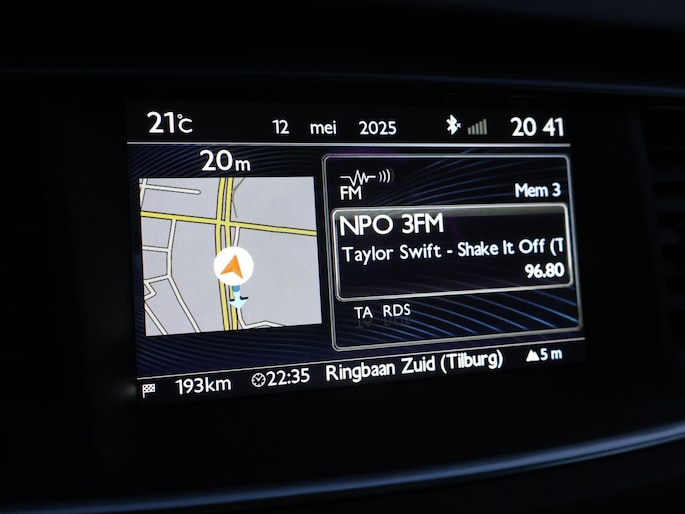 21°C 12 mei 2025 20 41
20m
FM Mem 3
NPO 3FM
Taylor Swift - Shake It Off (T
96.80
TA RDS
193km 22:35 Ringbaan Zuid (Tilburg) 5 m